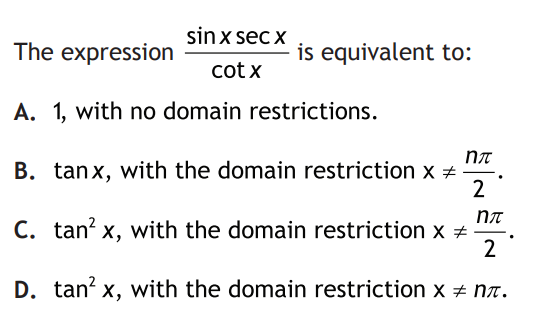 The expression sin x sec x / cot x is equivalent to:
A. 1, with no domain restrictions.
B. tan x, with the domain restriction x ≠ nπ/2.
C. tan² x, with the domain restriction x ≠ nπ/2.
D. tan² x, with the domain restriction x ≠ nπ.